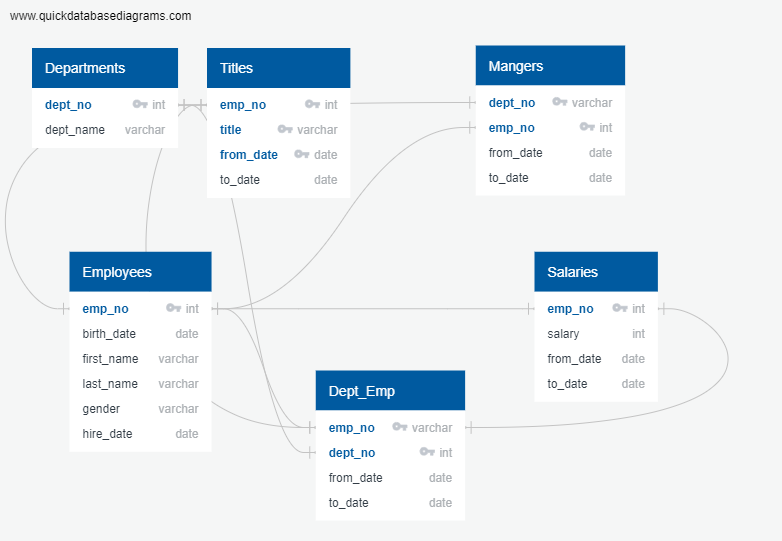 www.quickdatabasediagrams.com
Departments
dept_no int
dept_name varchar
Titles
emp_no int
title varchar
from_date date
to_date date
Mangers
dept_no varchar
emp_no int
from_date date
to_date date
Employees
emp_no int
birth_date date
first_name varchar
last_name varchar
gender varchar
hire_date date
Salaries
emp_no int
salary int
from_date date
to_date date
Dept_Emp
emp_no varchar
dept_no int
from_date date
to_date date